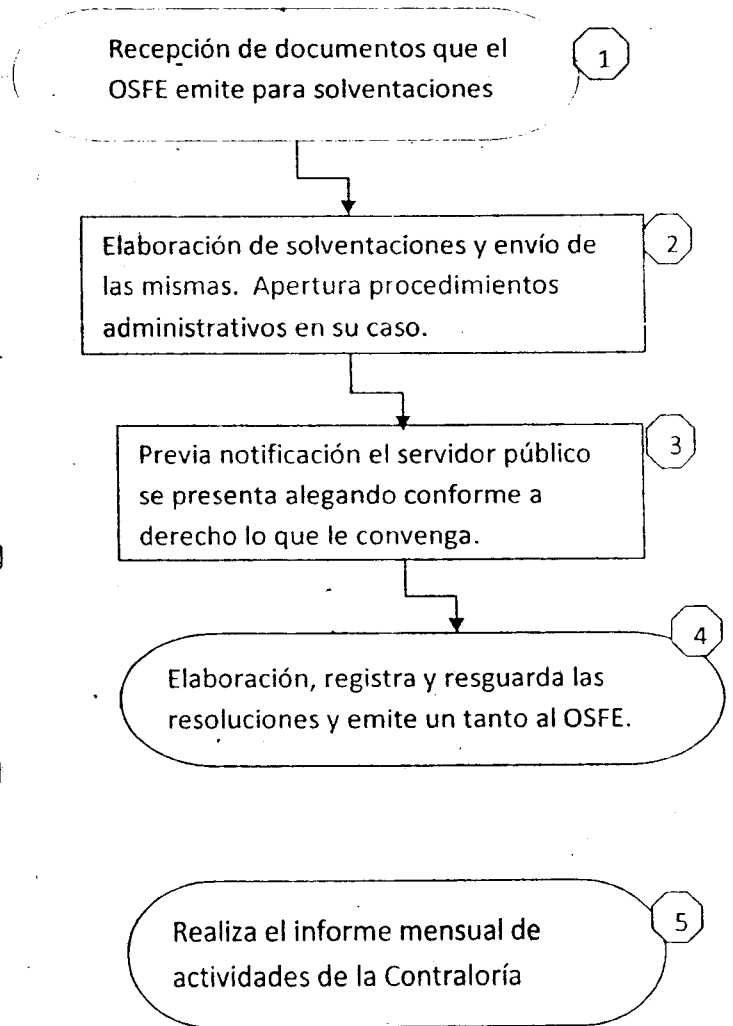 Recepción de documentos que el
OSFE emite para solventaciones
1
Elaboración de solventaciones y envío de
las mismas. Apertura procedimientos
administrativos en su caso.
2
Previa notificación el servidor público
se presenta alegando conforme a
derecho lo que le convenga.
3
Elaboración, registra y resguarda las
resoluciones y emite un tanto al OSFE.
4
Realiza el informe mensual de
actividades de la Contraloría
5